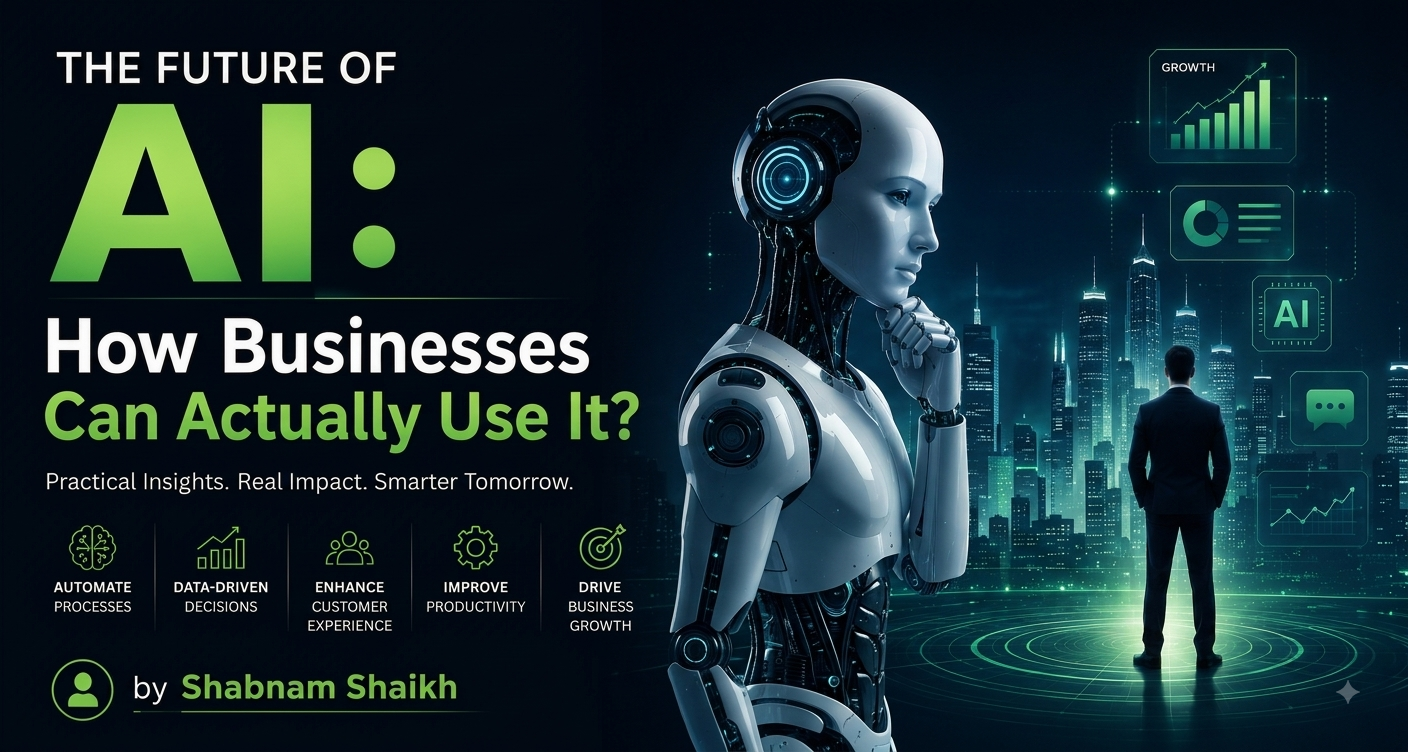 THE FUTURE OF
AI:
How Businesses
Can Actually Use It?
Practical Insights. Real Impact. Smarter Tomorrow.
AUTOMATE
PROCESSES
DATA-DRIVEN
DECISIONS
ENHANCE
CUSTOMER
EXPERIENCE
IMPROVE
PRODUCTIVITY
DRIVE
BUSINESS
GROWTH
by Shabnam Shaikh
GROWTH
AI